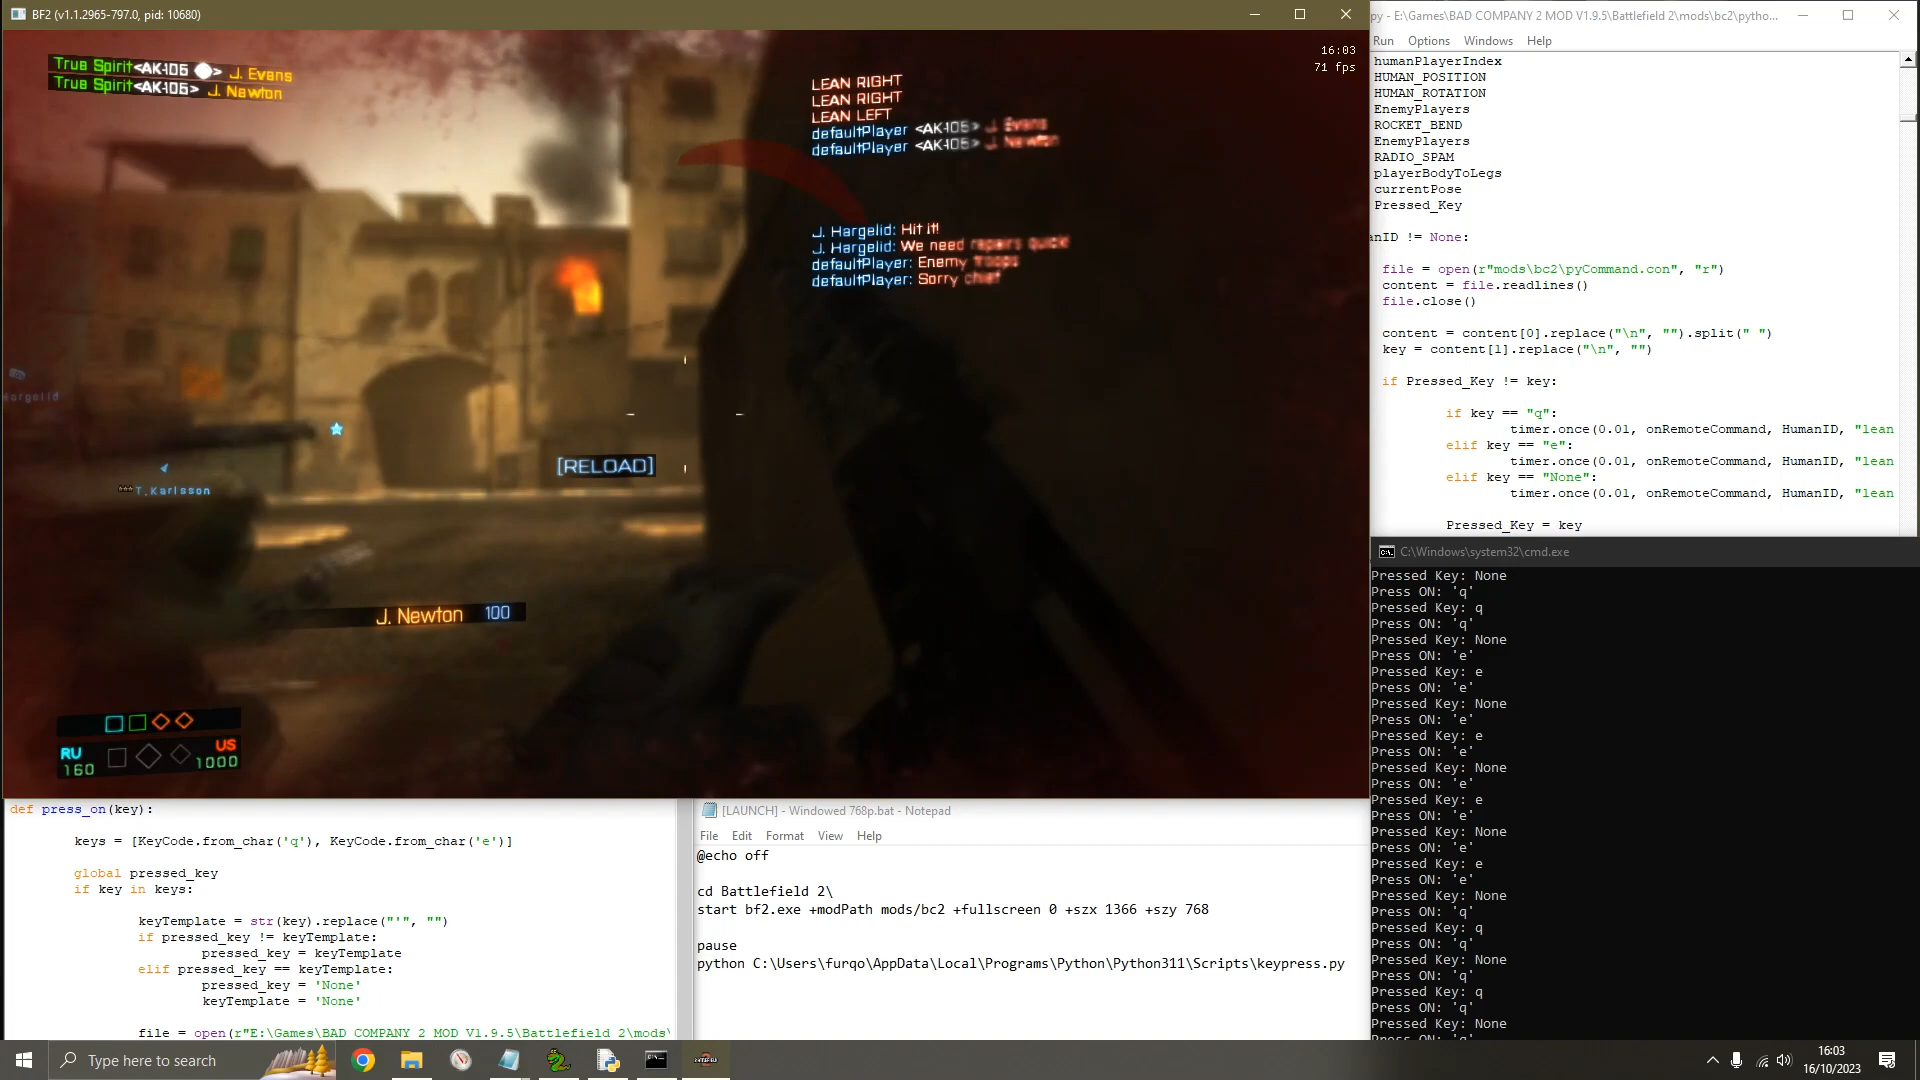 BF2 (v1.1.2965-797.0, pid: 10680)
True Spirit<AK-105 > J. Evans
True Spirit<AK-105> J. Newton
16:03
71 fps
LEAN RIGHT
LEAN RIGHT
LEAN LEFT
defaultPlayer <AK-105> J. Evans
defaultPlayer <AK-105> J. Newton
J. Hargelid: Hit it!
J. Hargelid: We need repairs quick!
defaultPlayer: Enemy troops
defaultPlayer: Sorry chief
Hargelid
[RELOAD]
T.Karlsson
J. Newton 100
RU US
160 1000
py - E:\Games\BAD COMPANY 2 MOD V1.9.5\Battlefield 2\mods\bc2\pytho...
Run Options Windows Help
humanPlayerIndex
HUMAN_POSITION
HUMAN_ROTATION
EnemyPlayers
ROCKET_BEND
EnemyPlayers
RADIO_SPAM
playerBodyToLegs
currentPose
Pressed_Key
anID != None:
file = open(r"mods\bc2\pyCommand.con", "r")
content = file.readlines()
file.close()
content = content[0].replace("\n", "").split(" ")
key = content[1].replace("\n", "")
if Pressed_Key != key:
if key == "q":
timer.once(0.01, onRemoteCommand, HumanID, "lean
elif key == "e":
timer.once(0.01, onRemoteCommand, HumanID, "lean
elif key == "None":
timer.once(0.01, onRemoteCommand, HumanID, "lean
Pressed_Key = key
C:\Windows\system32\cmd.exe
Pressed Key: None
Press ON: 'q'
Pressed Key: q
Press ON: 'q'
Pressed Key: None
Press ON: 'e'
Pressed Key: e
Press ON: 'e'
Pressed Key: None
Press ON: 'e'
Pressed Key: e
Press ON: 'e'
Pressed Key: None
Press ON: 'e'
Pressed Key: e
Press ON: 'e'
Pressed Key: None
Press ON: 'e'
Pressed Key: e
Press ON: 'e'
Pressed Key: None
Press ON: 'q'
Pressed Key: q
Press ON: 'q'
Pressed Key: None
Press ON: 'q'
Pressed Key: q
Press ON: 'q'
Pressed Key: None
Press ON: 'q'
def press_on(key):
keys = [KeyCode.from_char('q'), KeyCode.from_char('e')]
global pressed_key
if key in keys:
keyTemplate = str(key).replace("'", "")
if pressed_key != keyTemplate:
pressed_key = keyTemplate
elif pressed_key == keyTemplate:
pressed_key = 'None'
keyTemplate = 'None'
file = open(r"E:\Games\BAD COMPANY 2 MOD V1.9.5\Battlefield 2\mods\
[LAUNCH] - Windowed 768p.bat - Notepad
File Edit Format View Help
@echo off
cd Battlefield 2\
start bf2.exe +modPath mods/bc2 +fullscreen 0 +szx 1366 +szy 768
pause
python C:\Users\furqo\AppData\Local\Programs\Python\Python311\Scripts\keypress.py
Type here to search
16:03
16/10/2023